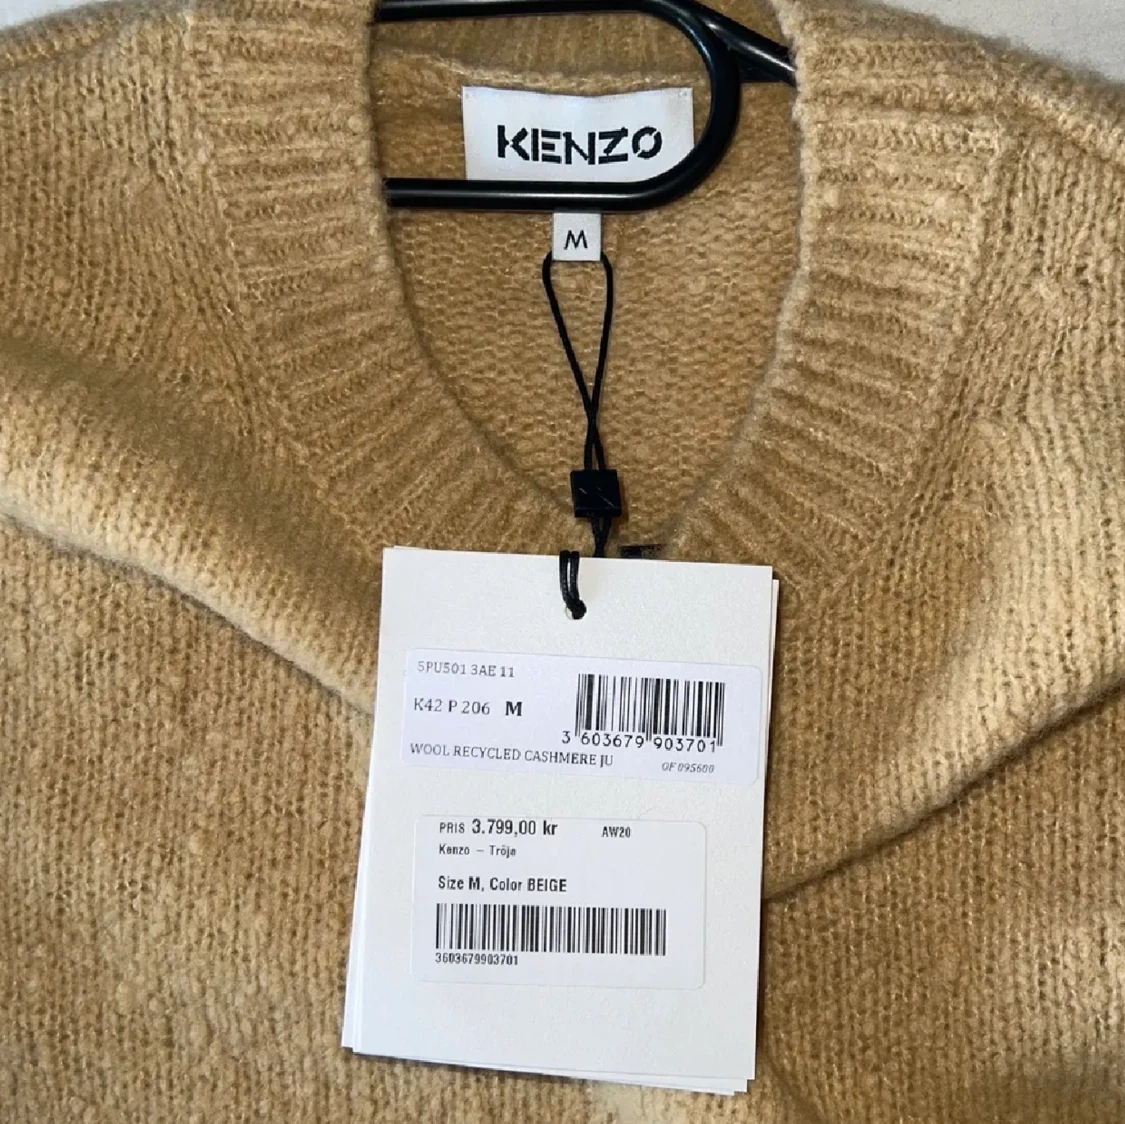 KENZO
M
5PU501 3AE 11
K42 P 206 M
3 603679 903701
WOOL RECYCLED CASHMERE JU
OF 095600
PRIS 3.799,00 kr AW20
Kenzo – Tröja
Size M, Color BEIGE
3603679903701